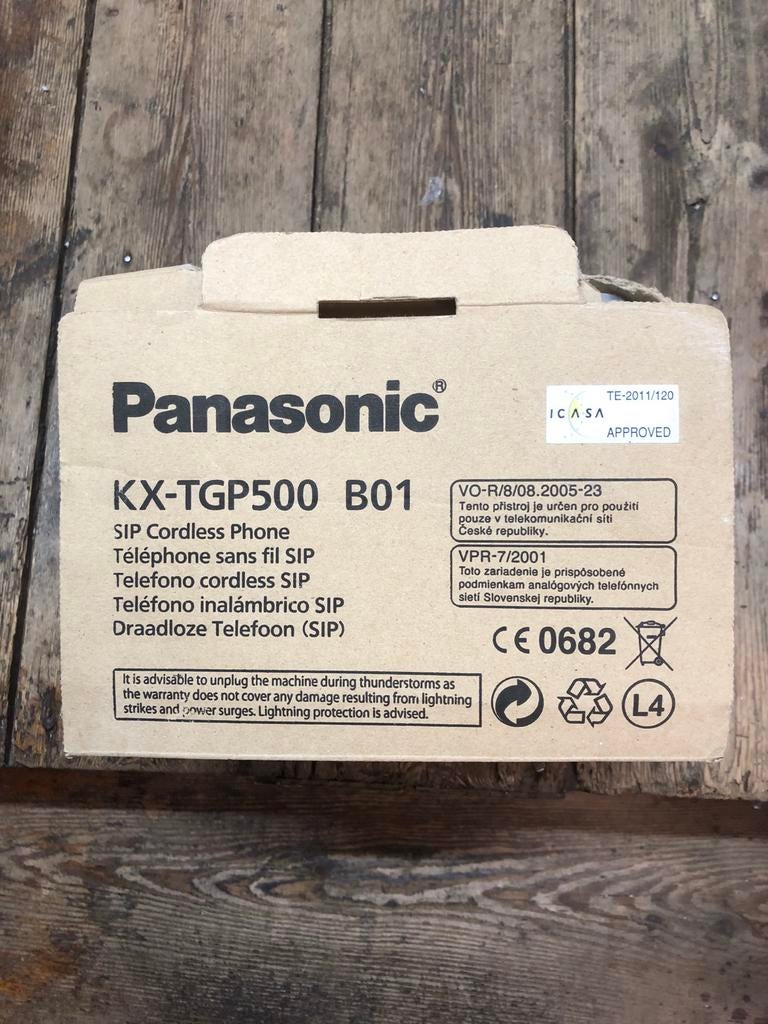 Panasonic®
TE-2011/120
ICASA
APPROVED
KX-TGP500 B01
SIP Cordless Phone
Téléphone sans fil SIP
Telefono cordless SIP
Teléfono inalámbrico SIP
Draadloze Telefoon (SIP)
VO-R/8/08.2005-23
Tento přístroj je určen pro použití
pouze v telekomunikační síti
České republiky.
VPR-7/2001
Toto zariadenie je prispôsobené
podmienkam analógových telefónnych
sietí Slovenskej republiky.
CE 0682
It is advisable to unplug the machine during thunderstorms as
the warranty does not cover any damage resulting from lightning
strikes and power surges. Lightning protection is advised.
L4